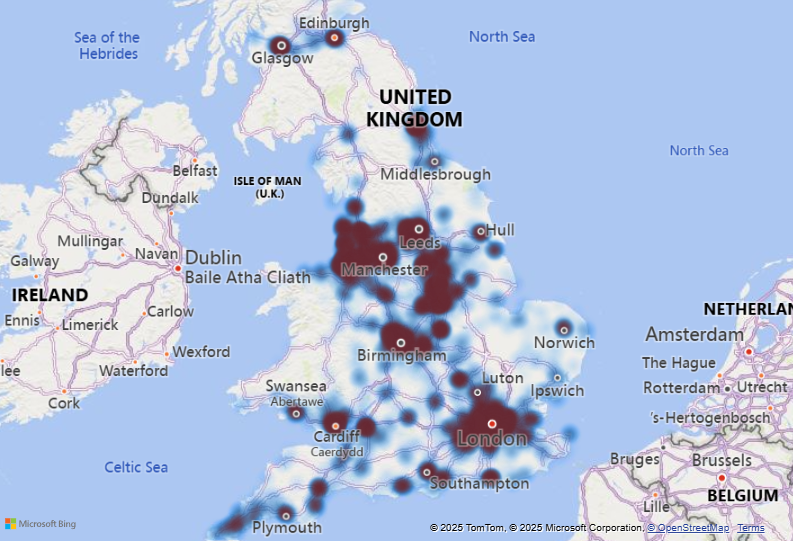 Edinburgh
Sea of the
Hebrides
North Sea
Glasgow
UNITED
KINGDOM
North Sea
Belfast
Middlesbrough
ISLE OF MAN
(U.K.)
Dundalk
Hull
Leeds
Mullingar
Navan
Dublin
Galway
Manchester
Baile Atha Cliath
IRELAND
NETHERLAN
Carlow
Ennis
Limerick
Norwich
Amsterdam
Wexford
Birmingham
The Hague
lee
Waterford
Swansea
Luton
Ipswich
Rotterdam
Utrecht
Cork
Abertawe
's-Hertogenbosch
Cardiff
London
Caerdydd
Bruges
Brussels
Celtic Sea
Southampton
BELGIUM
Lille
Plymouth
Microsoft Bing
© 2025 TomTom, © 2025 Microsoft Corporation, © OpenStreetMap Terms